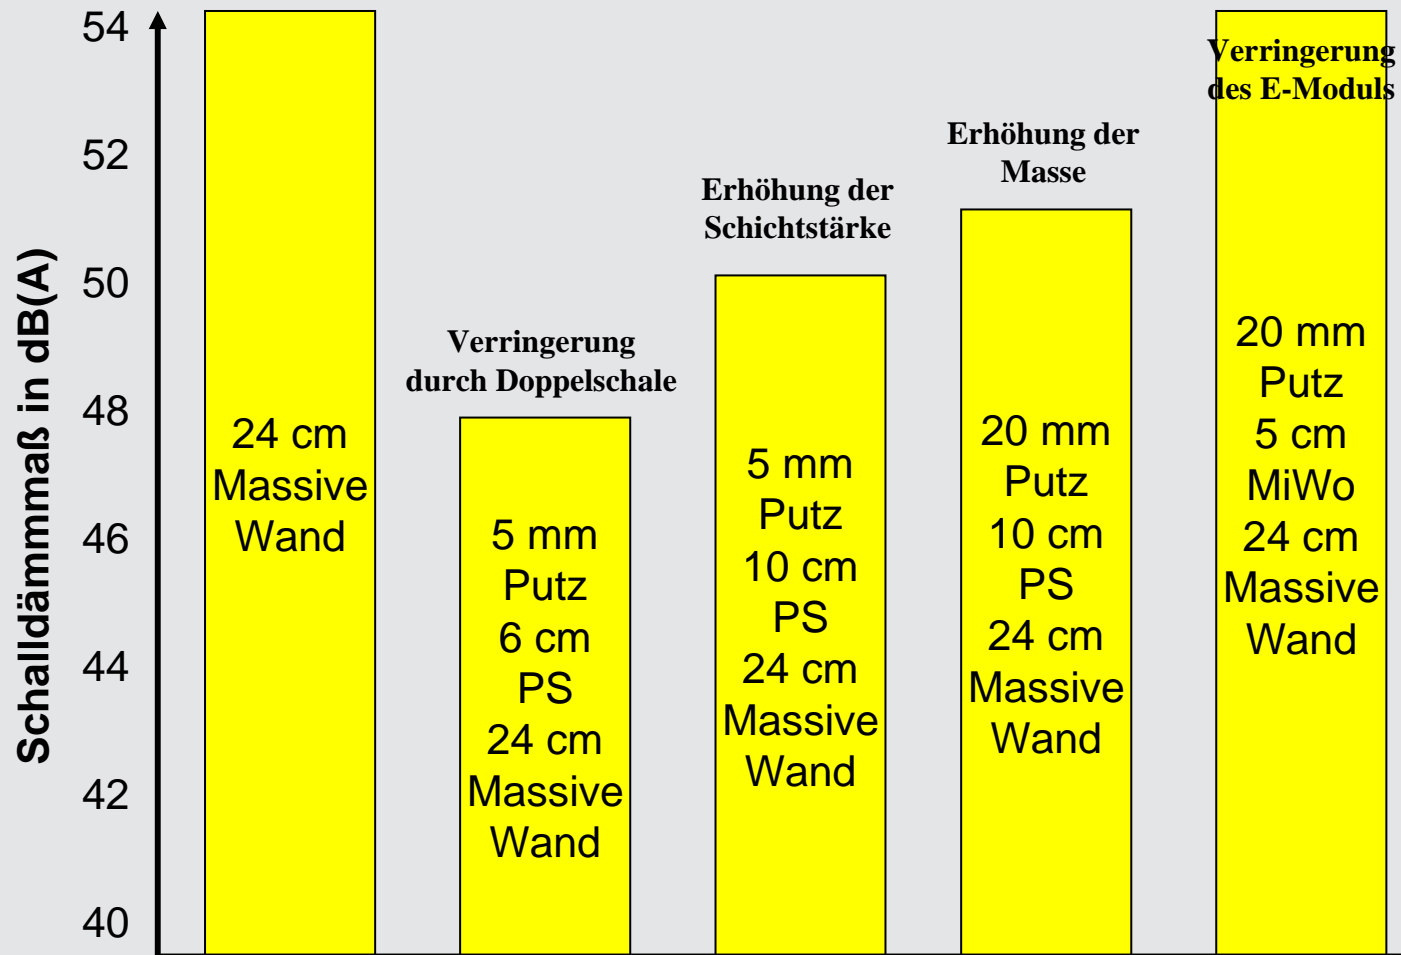 Schalldämmmaß in dB(A)
54
52
50
48
46
44
42
40
24 cm
Massive
Wand
Verringerung
durch Doppelschale
5 mm
Putz
6 cm
PS
24 cm
Massive
Wand
Erhöhung der
Schichtstärke
5 mm
Putz
10 cm
PS
24 cm
Massive
Wand
Erhöhung der
Masse
20 mm
Putz
10 cm
PS
24 cm
Massive
Wand
Verringerung
des E-Moduls
20 mm
Putz
5 cm
MiWo
24 cm
Massive
Wand